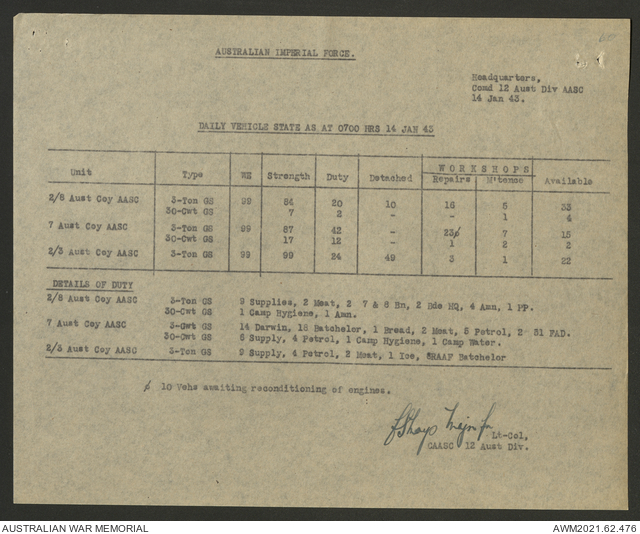 AUSTRALIAN IMPERIAL FORCE.
Headquarters,
Comd 12 Aust Div AASC
14 Jan 43.
DAILY VEHICLE STATE AS AT 0700 HRS 14 JAN 43
Unit Type WE Strength Duty Detached WORKSHOPS Available
Repairs M'tence
2/8 Aust Coy AASC 3-Ton GS 99 84 20 10 16 5 33
30-Cwt GS 7 2 - - 1 4
7 Aust Coy AASC 3-Ton GS 99 87 42 - 23ø 7 15
30-Cwt GS 17 12 - 1 2 2
2/3 Aust Coy AASC 3-Ton GS 99 99 24 49 3 1 22
DETAILS OF DUTY
2/8 Aust Coy AASC 3-Ton GS 9 Supplies, 2 Meat, 2 7 & 8 Bn, 2 Bde HQ, 4 Amn, 1 PP.
30-Cwt GS 1 Camp Hygiene, 1 Amn.
7 Aust Coy AASC 3-Cwt GS 14 Darwin, 18 Batchelor, 1 Bread, 2 Meat, 5 Petrol, 2 31 FAD.
30-Cwt GS 6 Supply, 4 Petrol, 1 Camp Hygiene, 1 Camp Water.
2/3 Aust Coy AASC 3-Ton GS 9 Supply, 4 Petrol, 2 Meat, 1 Ice, 8RAAF Batchelor
ø 10 Vehs awaiting reconditioning of engines.
Lt-Col,
CAASC 12 Aust Div.
AUSTRALIAN WAR MEMORIAL AWM2021.62.476